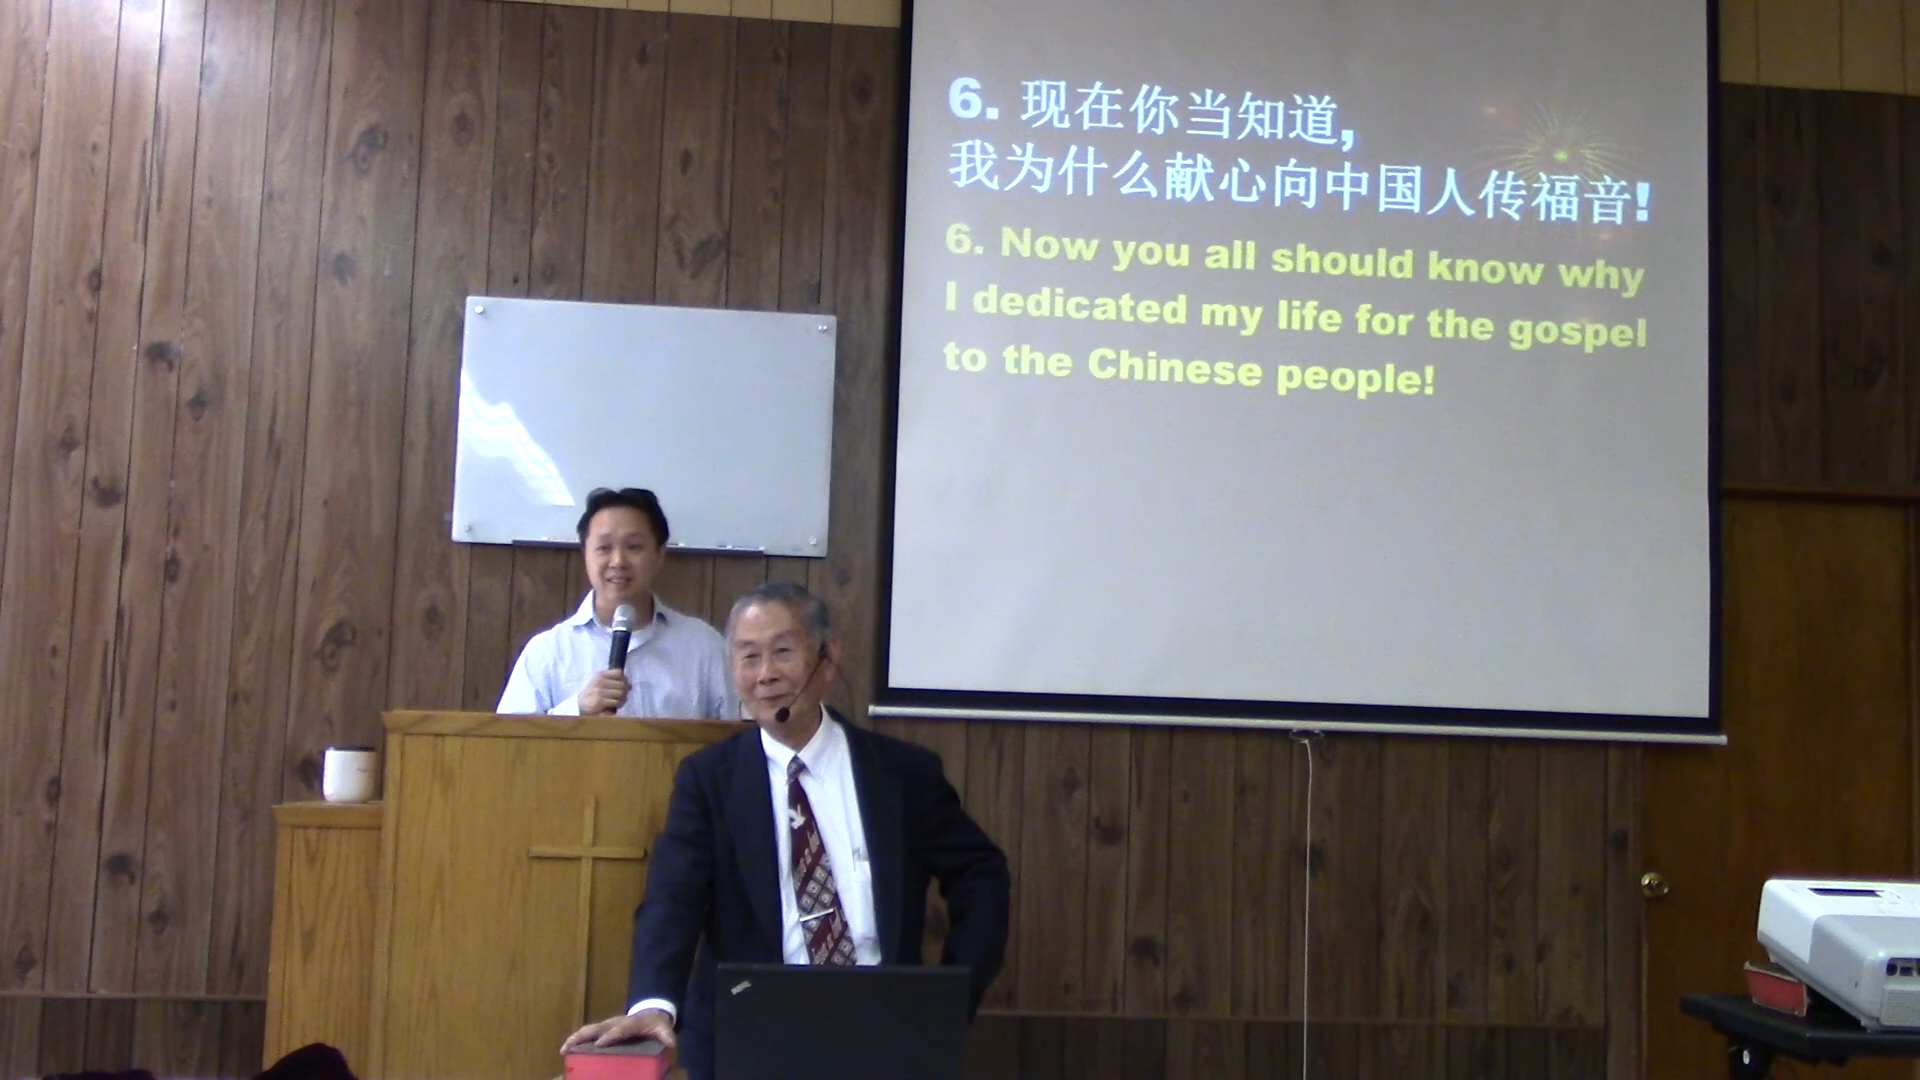 6. 现在你当知道,
我为什么献心向中国人传福音!
6. Now you all should know why
I dedicated my life for the gospel
to the Chinese people!